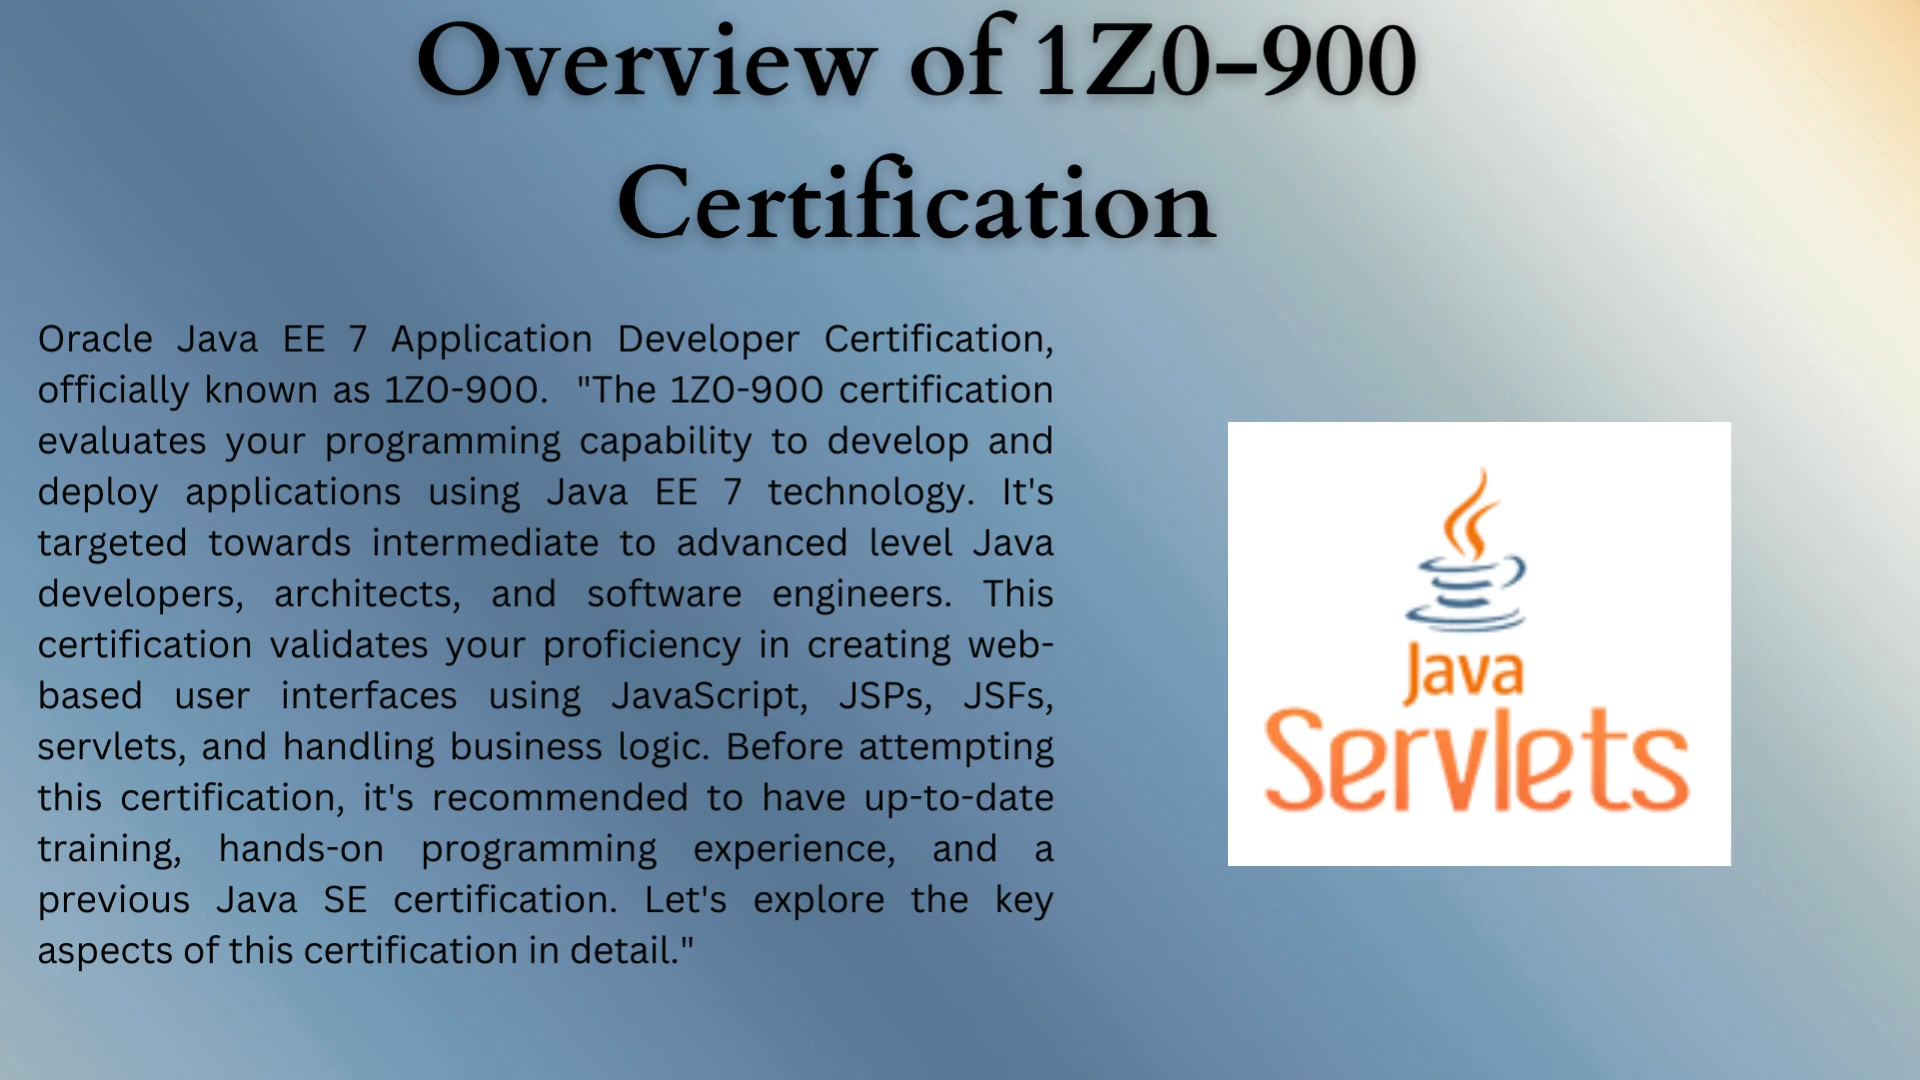 Overview of 1Z0-900
Certification
Oracle Java EE 7 Application Developer Certification,
officially known as 1Z0-900.  "The 1Z0-900 certification
evaluates your programming capability to develop and
deploy applications using Java EE 7 technology. It's
targeted towards intermediate to advanced level Java
developers, architects, and software engineers. This
certification validates your proficiency in creating web-
based user interfaces using JavaScript, JSPs, JSFs,
servlets, and handling business logic. Before attempting
this certification, it's recommended to have up-to-date
training, hands-on programming experience, and a
previous Java SE certification. Let's explore the key
aspects of this certification in detail."
Java
Servlets